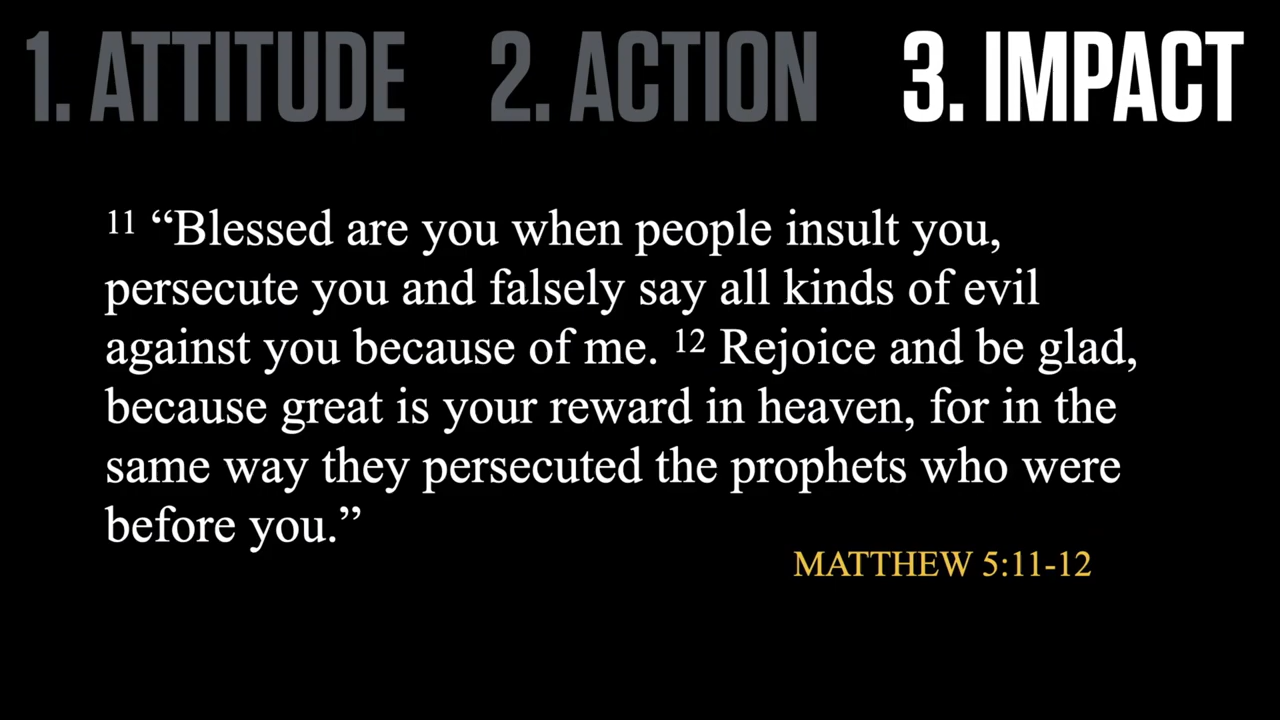 1. ATTITUDE 2. ACTION 3. IMPACT
11 “Blessed are you when people insult you,
persecute you and falsely say all kinds of evil
against you because of me. 12 Rejoice and be glad,
because great is your reward in heaven, for in the
same way they persecuted the prophets who were
before you.”
MATTHEW 5:11-12